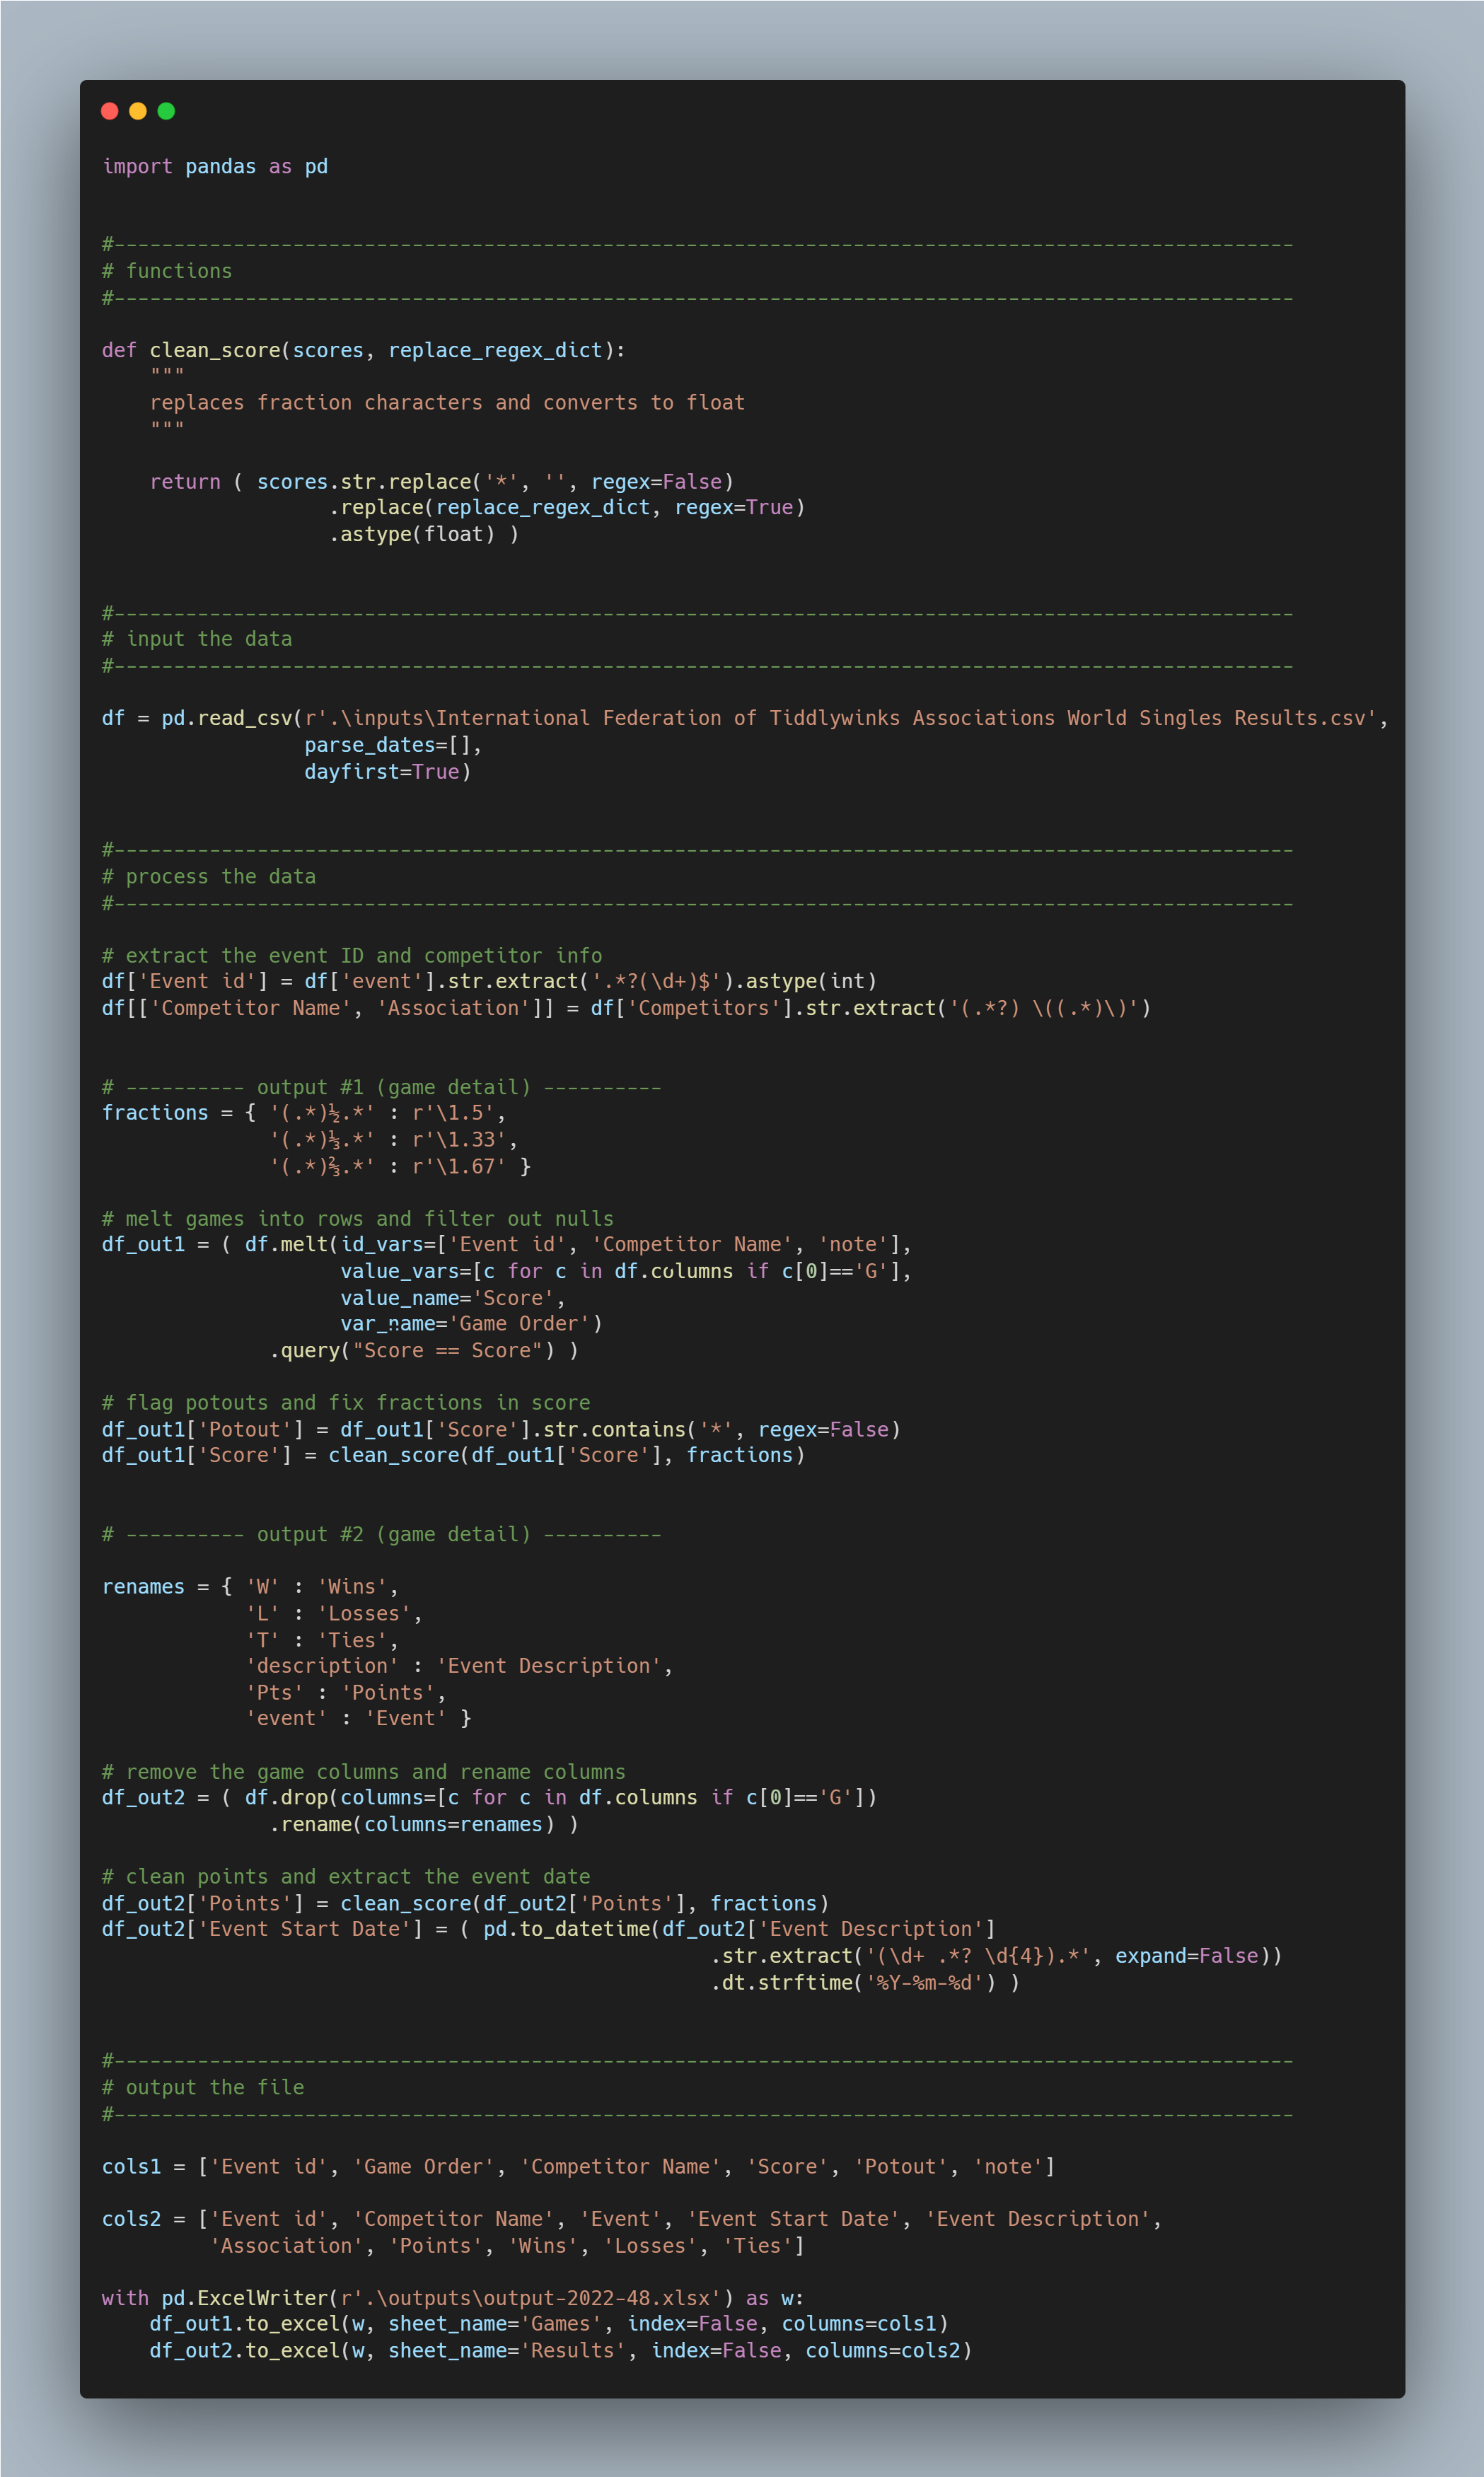 import pandas as pd
#---------------------------------------------------------------------------------------------------
# functions
#---------------------------------------------------------------------------------------------------
def clean_score(scores, replace_regex_dict):
    """
    replaces fraction characters and converts to float
    """
    return ( scores.str.replace('*', '', regex=False)
                   .replace(replace_regex_dict, regex=True)
                   .astype(float) )
#---------------------------------------------------------------------------------------------------
# input the data
#---------------------------------------------------------------------------------------------------
df = pd.read_csv(r'.\inputs\International Federation of Tiddlywinks Associations World Singles Results.csv',
                 parse_dates=[],
                 dayfirst=True)
#---------------------------------------------------------------------------------------------------
# process the data
#---------------------------------------------------------------------------------------------------
# extract the event ID and competitor info
df['Event id'] = df['event'].str.extract('.*?(\d+)$').astype(int)
df[['Competitor Name', 'Association']] = df['Competitors'].str.extract('(.*?) \((.*)\)')
# ---------- output #1 (game detail) ----------
fractions = { '(.*)½.*' : r'\1.5',
              '(.*)⅓.*' : r'\1.33',
              '(.*)⅔.*' : r'\1.67' }
# melt games into rows and filter out nulls
df_out1 = ( df.melt(id_vars=['Event id', 'Competitor Name', 'note'],
                    value_vars=[c for c in df.columns if c[0]=='G'],
                    value_name='Score',
                    var_name='Game Order')
              .query("Score == Score") )
# flag potouts and fix fractions in score
df_out1['Potout'] = df_out1['Score'].str.contains('*', regex=False)
df_out1['Score'] = clean_score(df_out1['Score'], fractions)
# ---------- output #2 (game detail) ----------
renames = { 'W' : 'Wins',
            'L' : 'Losses',
            'T' : 'Ties',
            'description' : 'Event Description',
            'Pts' : 'Points',
            'event' : 'Event' }
# remove the game columns and rename columns
df_out2 = ( df.drop(columns=[c for c in df.columns if c[0]=='G'])
              .rename(columns=renames) )
# clean points and extract the event date
df_out2['Points'] = clean_score(df_out2['Points'], fractions)
df_out2['Event Start Date'] = ( pd.to_datetime(df_out2['Event Description']
                                                   .str.extract('(\d+ .*? \d{4}).*', expand=False))
                                                   .dt.strftime('%Y-%m-%d') )
#---------------------------------------------------------------------------------------------------
# output the file
#---------------------------------------------------------------------------------------------------
cols1 = ['Event id', 'Game Order', 'Competitor Name', 'Score', 'Potout', 'note']
cols2 = ['Event id', 'Competitor Name', 'Event', 'Event Start Date', 'Event Description',
         'Association', 'Points', 'Wins', 'Losses', 'Ties']
with pd.ExcelWriter(r'.\outputs\output-2022-48.xlsx') as w:
    df_out1.to_excel(w, sheet_name='Games', index=False, columns=cols1)
    df_out2.to_excel(w, sheet_name='Results', index=False, columns=cols2)